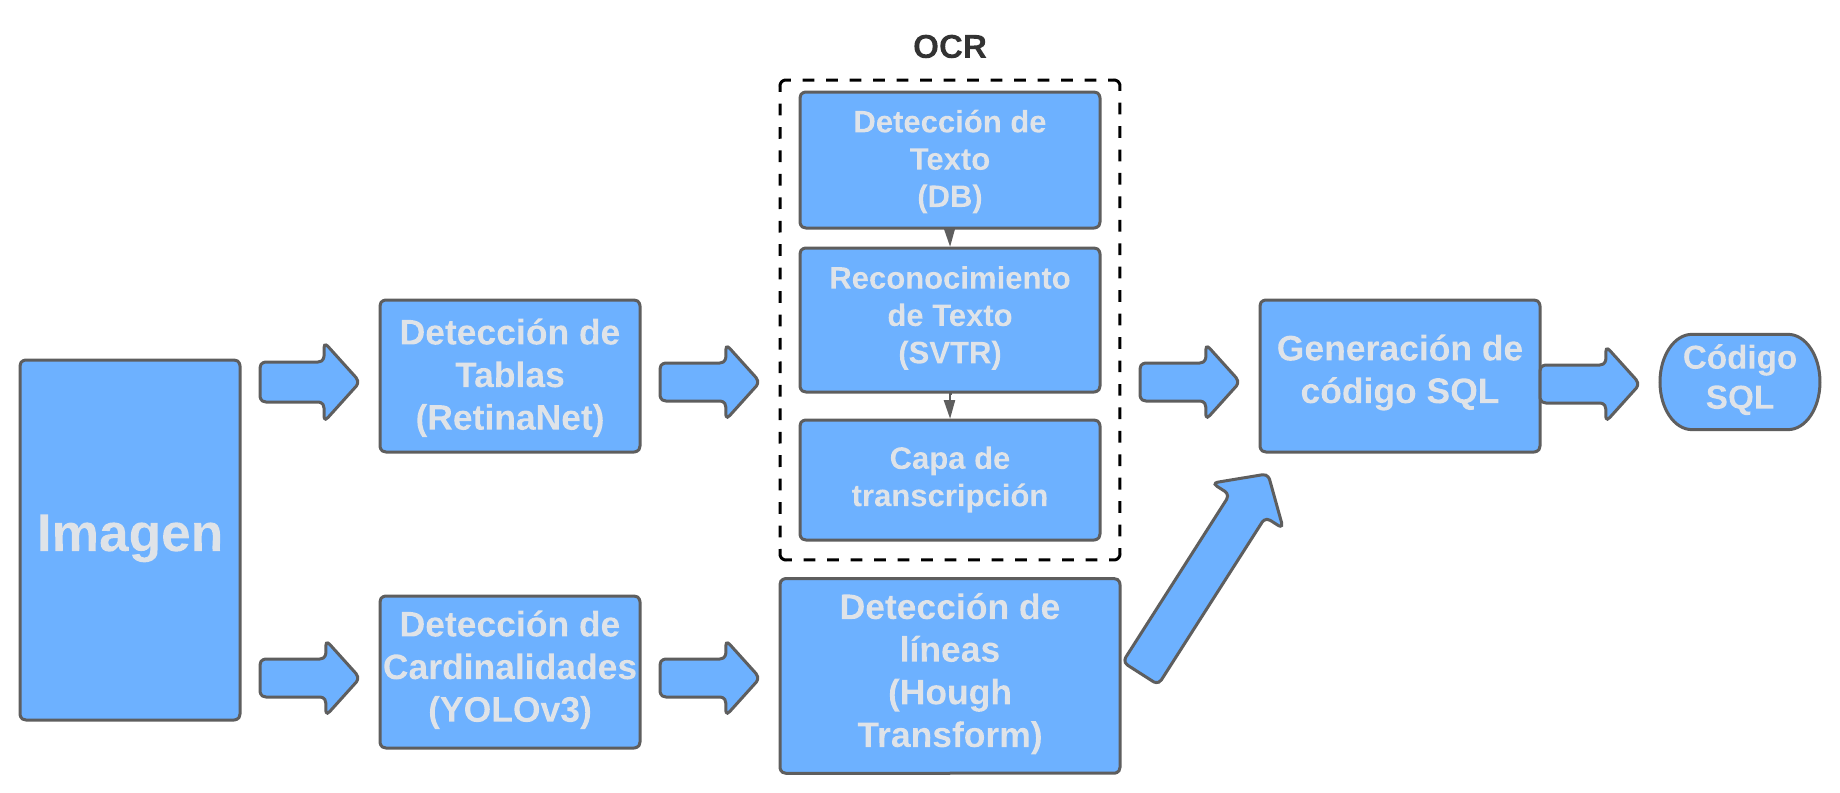 OCR
Detección de
Texto
(DB)
Reconocimiento
de Texto
(SVTR)
Capa de
transcripción
Imagen
Detección de
Tablas
(RetinaNet)
Detección de
Cardinalidades
(YOLOv3)
Detección de
líneas
(Hough
Transform)
Generación de
código SQL
Código
SQL